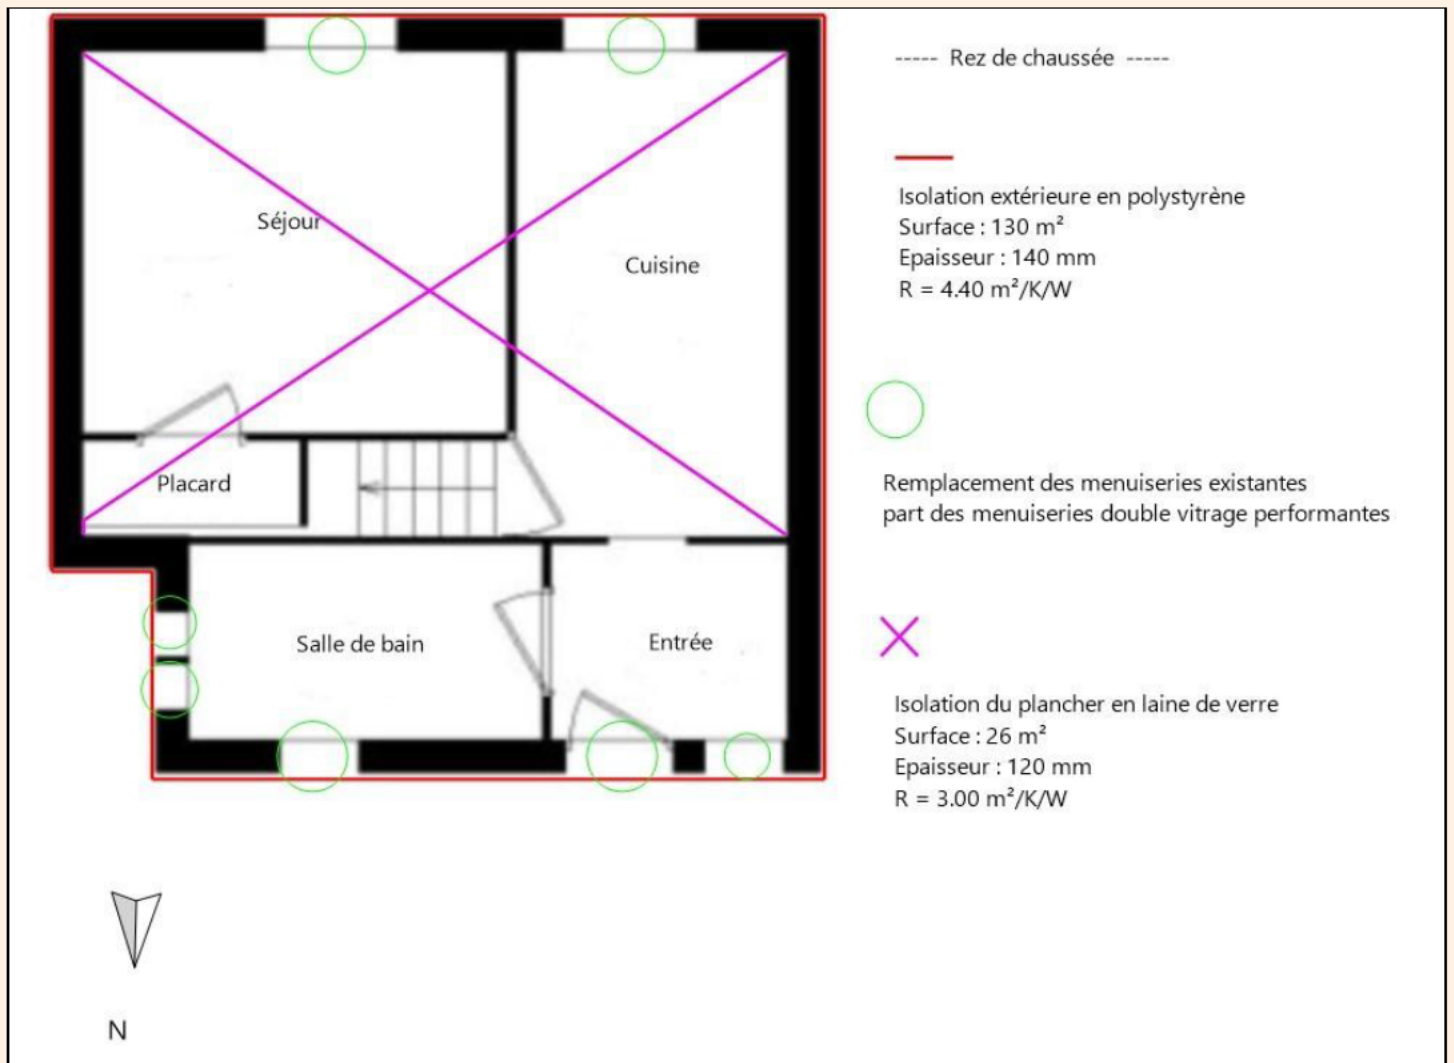 ----- Rez de chaussée -----
Isolation extérieure en polystyrène
Surface : 130 m²
Epaisseur : 140 mm
R = 4.40 m²/K/W
Séjour
Cuisine
Placard
Remplacement des menuiseries existantes
part des menuiseries double vitrage performantes
Salle de bain
Entrée
Isolation du plancher en laine de verre
Surface : 26 m²
Epaisseur : 120 mm
R = 3.00 m²/K/W
N